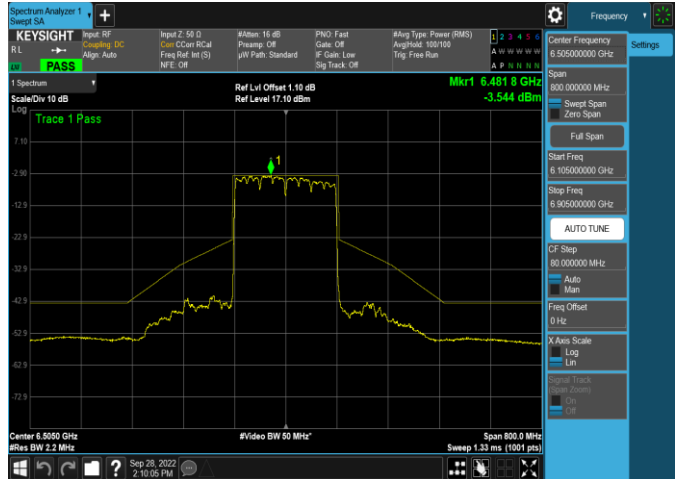 Spectrum Analyzer 1
Swept SA
Frequency
KEYSIGHT
RL
PASS
Input: RF
Coupling: DC
Align: Auto
Input Z: 50 Ω
Corr CCorr RCal
Freq Ref: Int (S)
NFE: Off
#Atten: 16 dB
Preamp: Off
µW Path: Standard
PNO: Fast
Gate: Off
IF Gain: Low
Sig Track: Off
#Avg Type: Power (RMS)
Avg|Hold: 100/100
Trig: Free Run
1 2 3 4 5 6
A W W W W W
A P N N N N
1 Spectrum
Scale/Div 10 dB
Ref Lvl Offset 1.10 dB
Ref Level 17.10 dBm
Mkr1 6.481 8 GHz
-3.544 dBm
Log
Trace 1 Pass
1
7.10
-2.90
-12.9
-22.9
-32.9
-42.9
-52.9
-62.9
-72.9
Center 6.5050 GHz
#Res BW 2.2 MHz
#Video BW 50 MHz*
Span 800.0 MHz
Sweep 1.33 ms (1001 pts)
Sep 28, 2022
2:10:05 PM
Center Frequency
6.505000000 GHz
Settings
Span
800.000000 MHz
Swept Span
Zero Span
Full Span
Start Freq
6.105000000 GHz
Stop Freq
6.905000000 GHz
AUTO TUNE
CF Step
80.000000 MHz
Auto
Man
Freq Offset
0 Hz
X Axis Scale
Log
Lin
Signal Track
(Span Zoom)
On
Off